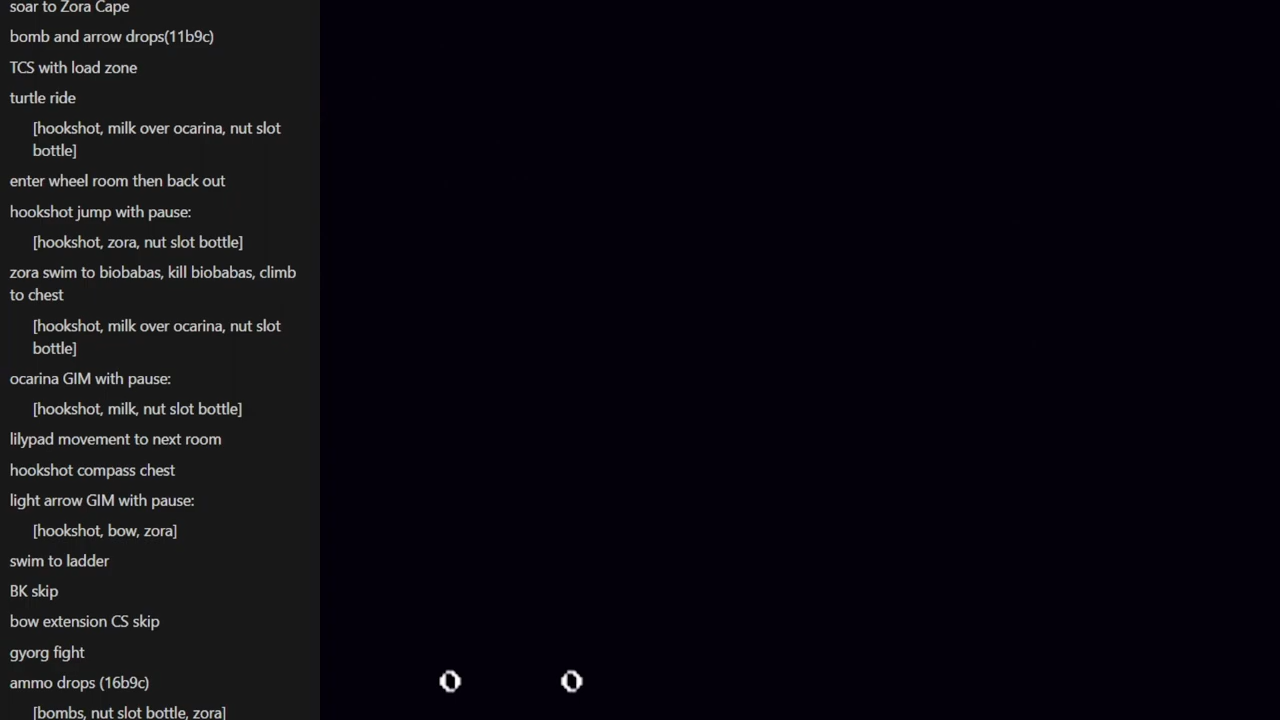 soar to Zora Cape
bomb and arrow drops(11b9c)
TCS with load zone
turtle ride
[hookshot, milk over ocarina, nut slot
bottle]
enter wheel room then back out
hookshot jump with pause:
[hookshot, zora, nut slot bottle]
zora swim to biobabas, kill biobabas, climb
to chest
[hookshot, milk over ocarina, nut slot
bottle]
ocarina GIM with pause:
[hookshot, milk, nut slot bottle]
lilypad movement to next room
hookshot compass chest
light arrow GIM with pause:
[hookshot, bow, zora]
swim to ladder
BK skip
bow extension CS skip
gyorg fight
ammo drops (16b9c)
[bombs, nut slot bottle, zora]
0 0